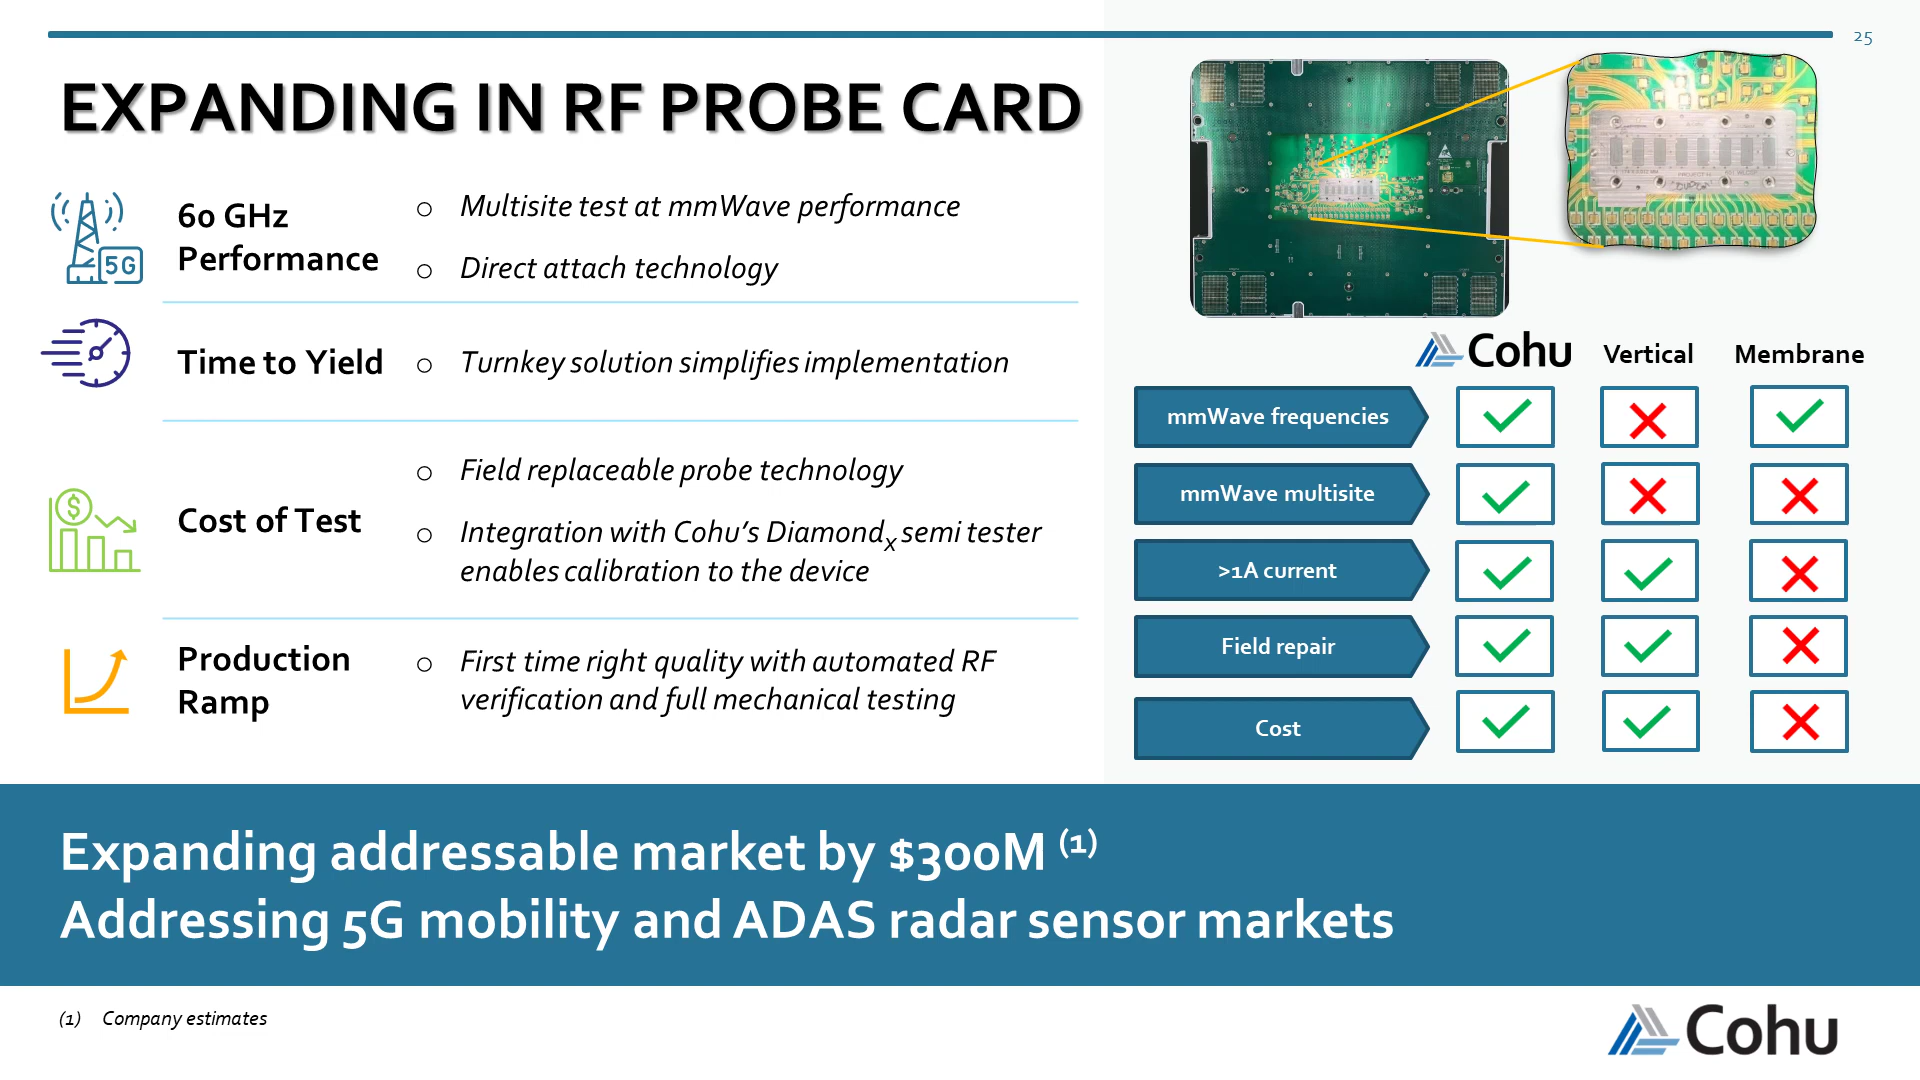 25
EXPANDING IN RF PROBE CARD
5G
60 GHz
Performance
o Multisite test at mmWave performance
o Direct attach technology
Time to Yield
o Turnkey solution simplifies implementation
Cost of Test
$
o Field replaceable probe technology
o Integration with Cohu’s Diamondx semi tester
enables calibration to the device
Production
Ramp
o First time right quality with automated RF
verification and full mechanical testing
Cohu Vertical Membrane
mmWave frequencies
mmWave multisite
>1A current
Field repair
Cost
Expanding addressable market by $300M (1)
Addressing 5G mobility and ADAS radar sensor markets
(1) Company estimates
Cohu